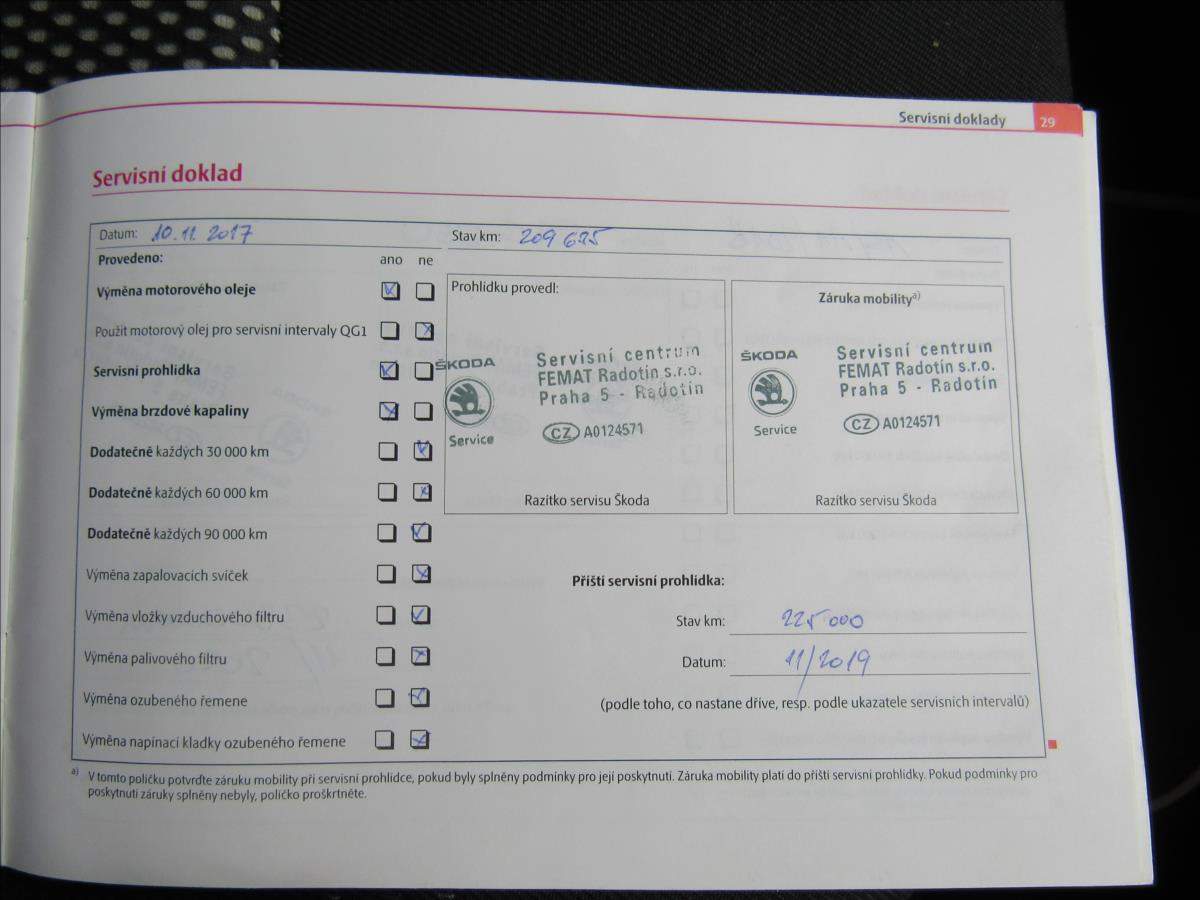 Servisní doklady 29
Servisní doklad
Datum: 10.11.2017 Stav km: 209 635
Provedeno: ano ne
Výměna motorového oleje
Použit motorový olej pro servisní intervaly QG1
Servisní prohlídka
Výměna brzdové kapaliny
Dodatečně každých 30 000 km
Dodatečně každých 60 000 km
Dodatečně každých 90 000 km
Výměna zapalovacích svíček
Výměna vložky vzduchového filtru
Výměna palivového filtru
Výměna ozubeného řemene
Výměna napínací kladky ozubeného řemene
Prohlídku provedl:
ŠKODA
Service
Servisní centrum
FEMAT Radotín s.r.o.
Praha 5 - Radotín
CZ A0124571
Razítko servisu Škoda
Záruka mobility a)
ŠKODA
Service
Servisní centrum
FEMAT Radotín s.r.o.
Praha 5 - Radotín
CZ A0124571
Razítko servisu Škoda
Příští servisní prohlídka:
Stav km: 225 000
Datum: 11/2019
(podle toho, co nastane dříve, resp. podle ukazatele servisních intervalů)
a) V tomto políčku potvrďte záruku mobility při servisní prohlídce, pokud byly splněny podmínky pro její poskytnutí. Záruka mobility platí do příští servisní prohlídky. Pokud podmínky pro
poskytnutí záruky splněny nebyly, políčko proškrtněte.